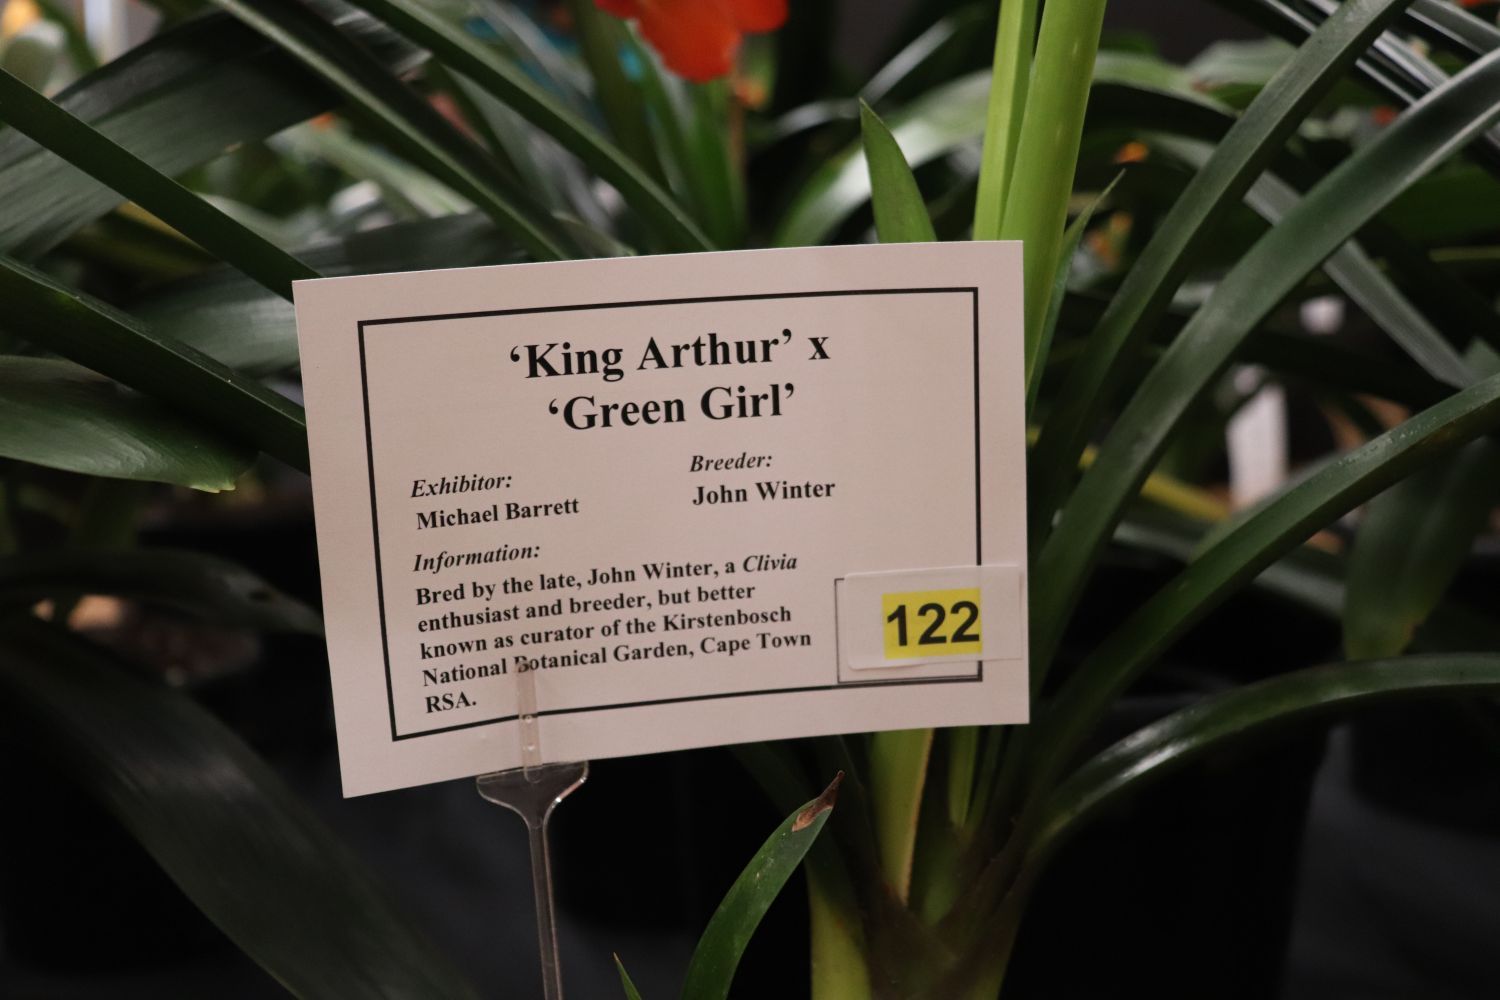 ‘King Arthur’ x
‘Green Girl’
Exhibitor:
Michael Barrett
Breeder:
John Winter
Information:
Bred by the late, John Winter, a Clivia
enthusiast and breeder, but better
known as curator of the Kirstenbosch
National Botanical Garden, Cape Town
RSA.
122